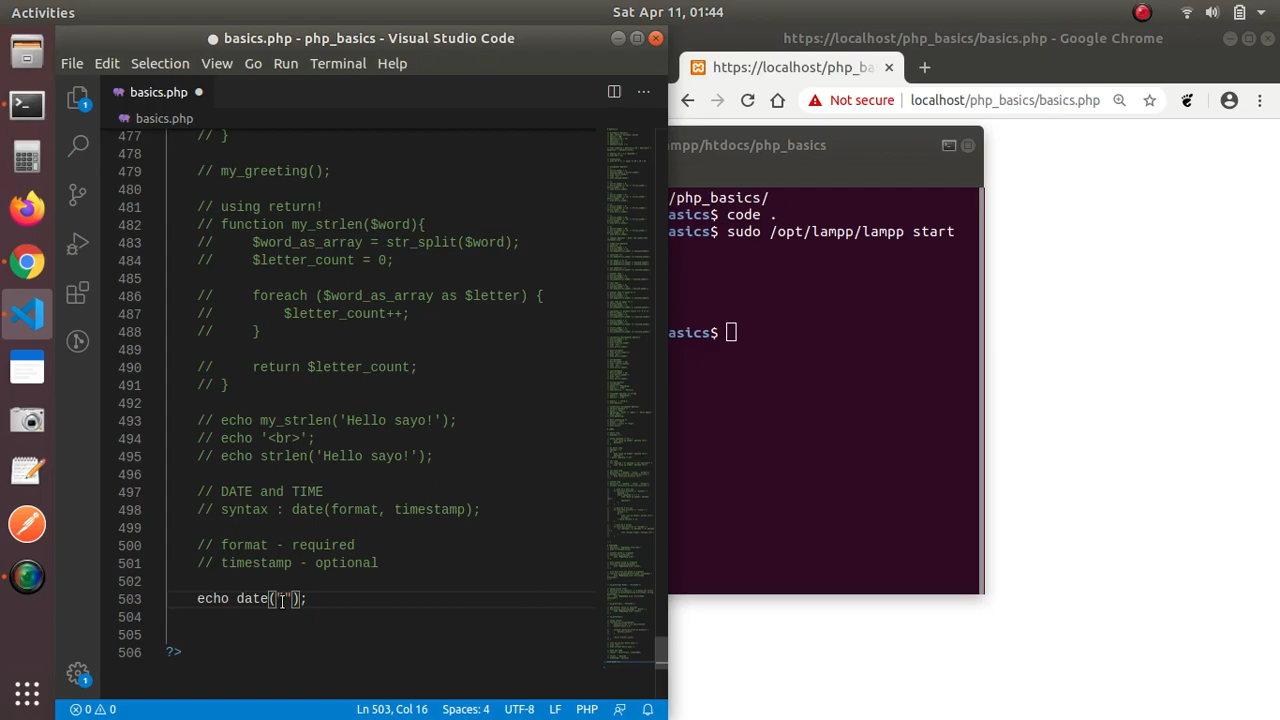 Activities
Sat Apr 11, 01:44
basics.php - php_basics - Visual Studio Code
https://localhost/php_basics/basics.php - Google Chrome
File Edit Selection View Go Run Terminal Help
https://localhost/php_ba
basics.php
Not secure
localhost/php_basics/basics.php
basics.php
477 // }
478
479 // my_greeting();
480
481 // using return!
482 // function my_strlen($word){
483 // $word_as_array = str_split($word);
484 // $letter_count = 0;
485
486 // foreach ($word_as_array as $letter) {
487 // $letter_count++;
488 // }
489
490 // return $letter_count;
491 // }
492
493 // echo my_strlen('Hello sayo!');
494 // echo '<br>';
495 // echo strlen('Hello sayo!');
496
497 // DATE and TIME
498 // syntax : date(format, timestamp);
499
500 // format - required
501 // timestamp - optional
502
503 echo date("");
504
505
506 ?>
ampp/htdocs/php_basics
/php_basics/
asics$ code .
asics$ sudo /opt/lampp/lampp start
asics$
1
1
0 0
Ln 503, Col 16
Spaces: 4
UTF-8
LF
PHP